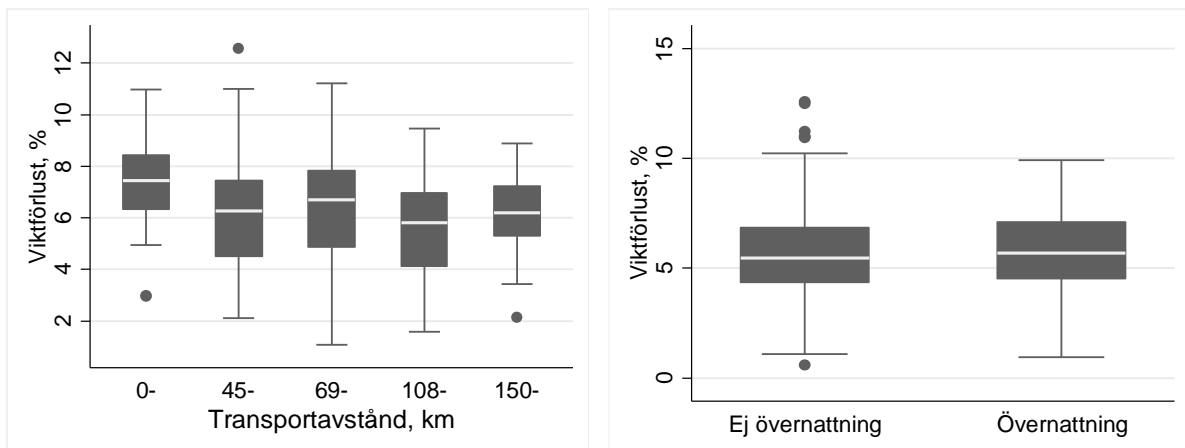 Viktförlust, %
12
10
8
6
4
2
0- 45- 69- 108- 150-
Transportavstånd, km
Viktförlust, %
15
10
5
0
Ej övernattning Övernattning